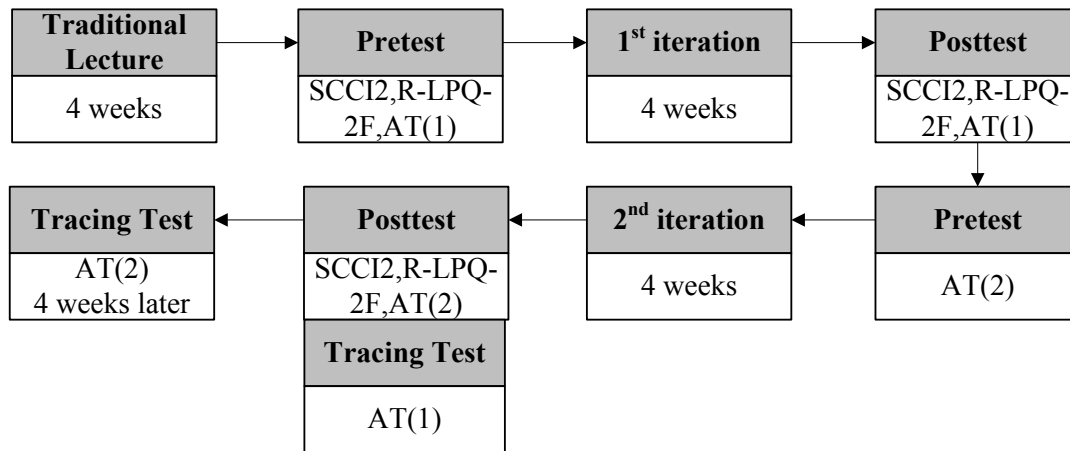 Traditional
Lecture
4 weeks
Pretest
SCCI2,R-LPQ-
2F,AT(1)
1st iteration
4 weeks
Posttest
SCCI2,R-LPQ-
2F,AT(1)
Tracing Test
AT(2)
4 weeks later
Posttest
SCCI2,R-LPQ-
2F,AT(2)
2nd iteration
4 weeks
Pretest
AT(2)
Tracing Test
AT(1)